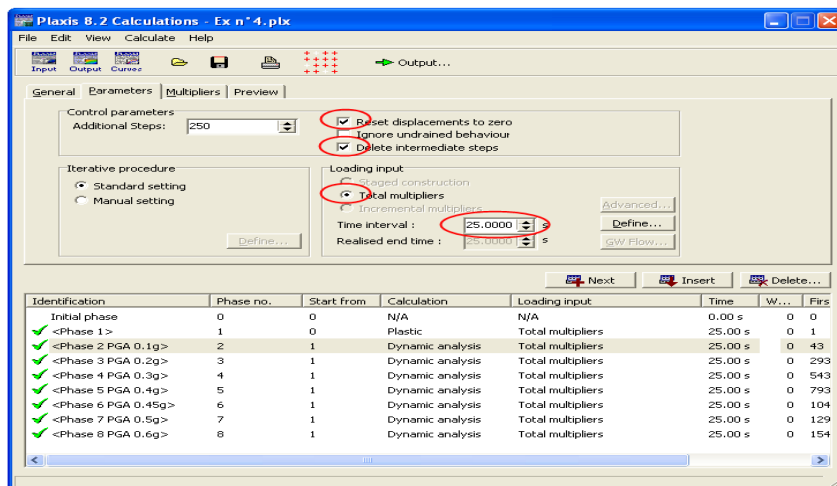 Plaxis 8.2 Calculations - Ex n°4.plx
File Edit View Calculate Help
Input Output Curves Output...
General Parameters Multipliers Preview
Control parameters
Additional Steps: 250
Reset displacements to zero
Ignore undrained behaviour
Delete intermediate steps
Iterative procedure
Standard setting
Manual setting
Define...
Loading input
Staged construction
Total multipliers
Incremental multipliers
Advanced...
Time interval : 25.0000 s Define...
Realised end time : 25.0000 s GW Flow...
Next Insert Delete...
Identification Phase no. Start from Calculation Loading input Time W... Firs
Initial phase 0 0 N/A N/A 0.00 s 0 0
<Phase 1> 1 0 Plastic Total multipliers 25.00 s 0 1
<Phase 2 PGA 0.1g> 2 1 Dynamic analysis Total multipliers 25.00 s 0 43
<Phase 3 PGA 0.2g> 3 1 Dynamic analysis Total multipliers 25.00 s 0 293
<Phase 4 PGA 0.3g> 4 1 Dynamic analysis Total multipliers 25.00 s 0 543
<Phase 5 PGA 0.4g> 5 1 Dynamic analysis Total multipliers 25.00 s 0 793
<Phase 6 PGA 0.45g> 6 1 Dynamic analysis Total multipliers 25.00 s 0 104
<Phase 7 PGA 0.5g> 7 1 Dynamic analysis Total multipliers 25.00 s 0 129
<Phase 8 PGA 0.6g> 8 1 Dynamic analysis Total multipliers 25.00 s 0 154